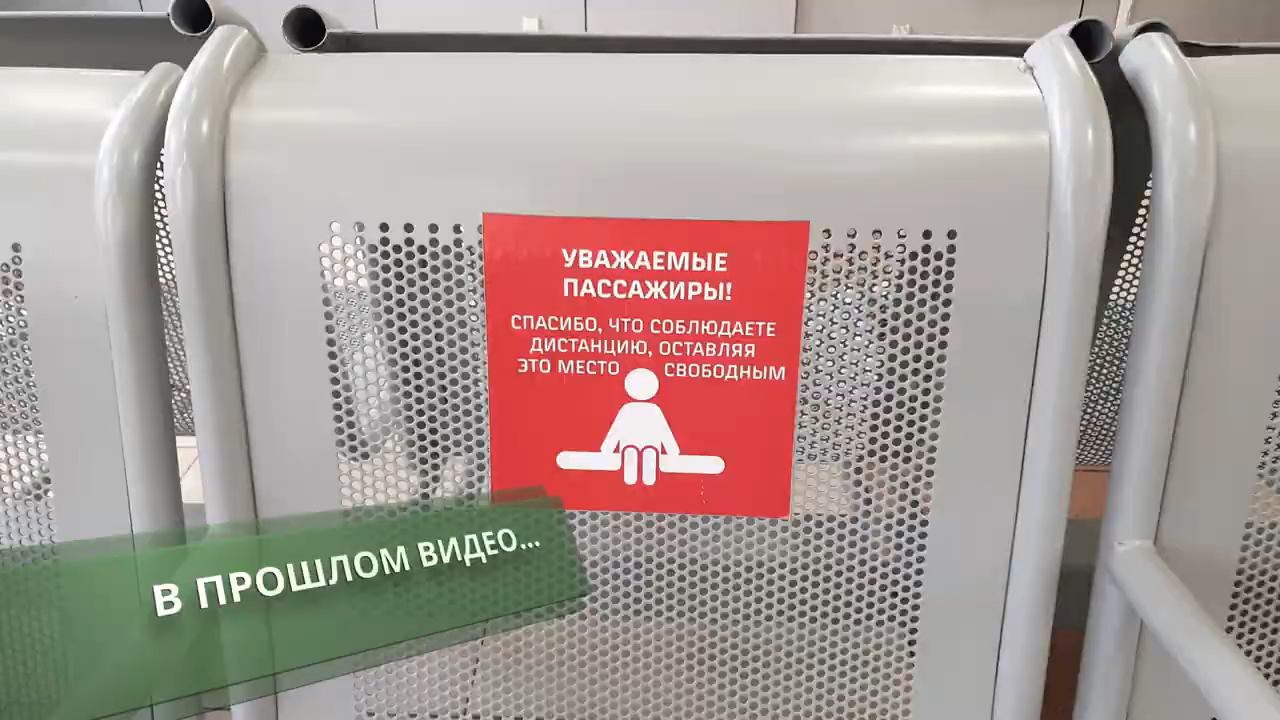 УВАЖАЕМЫЕ
ПАССАЖИРЫ!
СПАСИБО, ЧТО СОБЛЮДАЕТЕ
ДИСТАНЦИЮ, ОСТАВЛЯЯ
ЭТО МЕСТО СВОБОДНЫМ
В ПРОШЛОМ ВИДЕО...